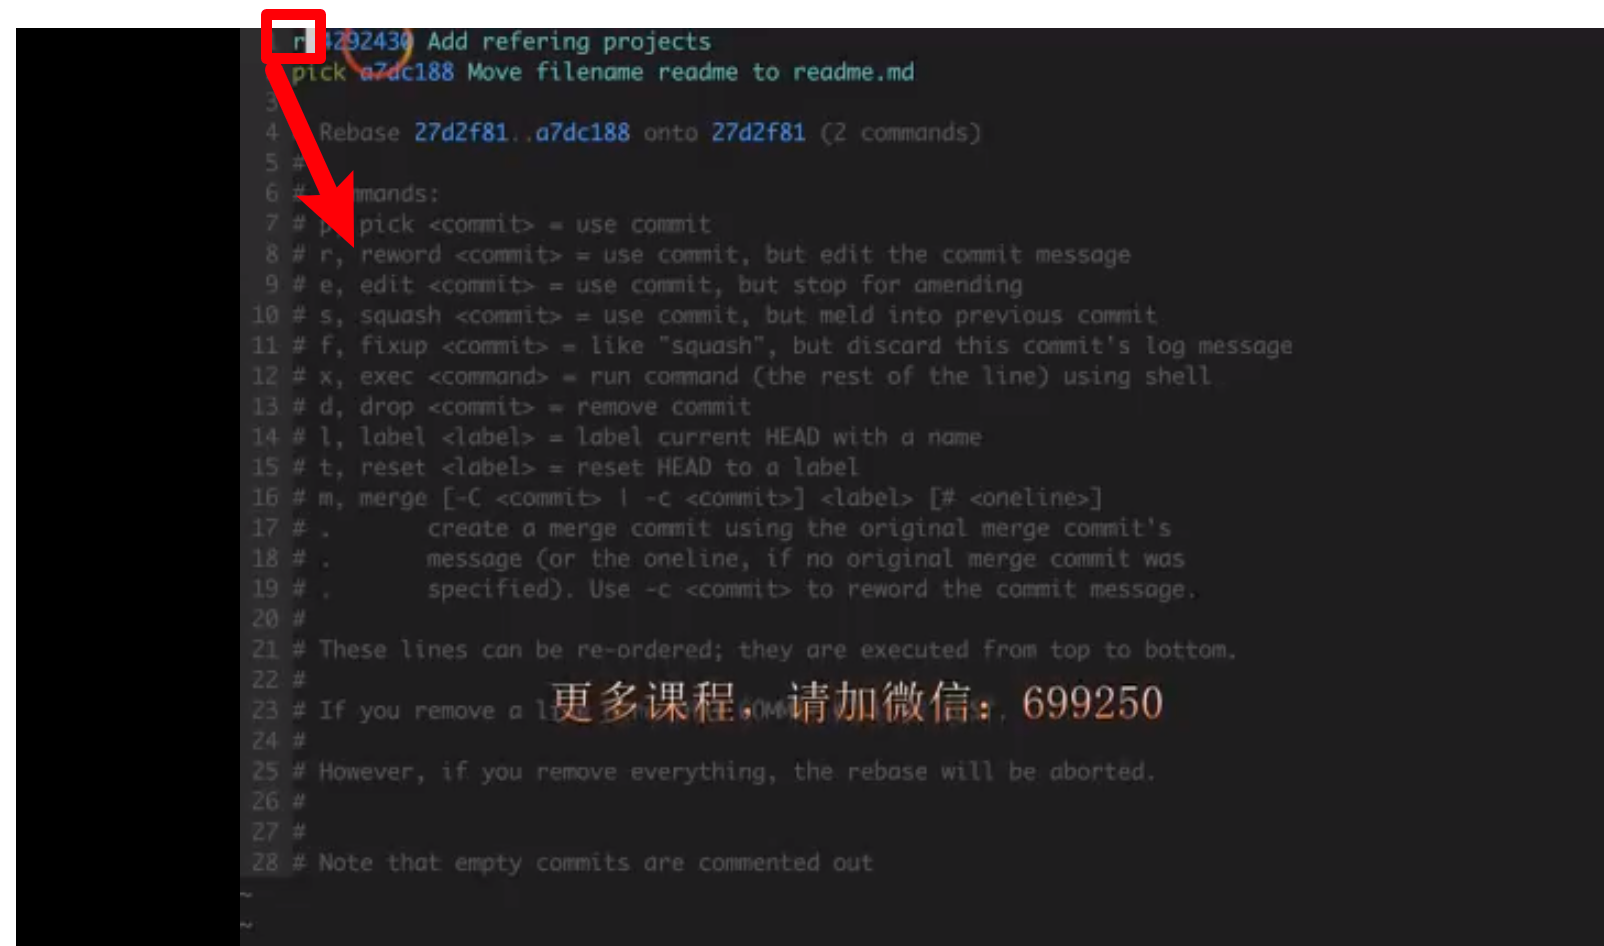 r 4292430 Add refering projects
pick a7dc188 Move filename readme to readme.md
3
4 Rebase 27d2f81..a7dc188 onto 27d2f81 (2 commands)
5 #
6 # mmands:
7 # p, pick <commit> = use commit
8 # r, reword <commit> = use commit, but edit the commit message
9 # e, edit <commit> = use commit, but stop for amending
10 # s, squash <commit> = use commit, but meld into previous commit
11 # f, fixup <commit> = like "squash", but discard this commit's log message
12 # x, exec <command> = run command (the rest of the line) using shell
13 # d, drop <commit> = remove commit
14 # l, label <label> = label current HEAD with a name
15 # t, reset <label> = reset HEAD to a label
16 # m, merge [-C <commit> | -c <commit>] <label> [# <oneline>]
17 # .       create a merge commit using the original merge commit's
18 # .       message (or the oneline, if no original merge commit was
19 # .       specified). Use -c <commit> to reword the commit message.
20 #
21 # These lines can be re-ordered; they are executed from top to bottom.
22 #
23 # If you remove a
更多课程，请加微信：699250
24 #
25 # However, if you remove everything, the rebase will be aborted.
26 #
27 #
28 # Note that empty commits are commented out
~
~